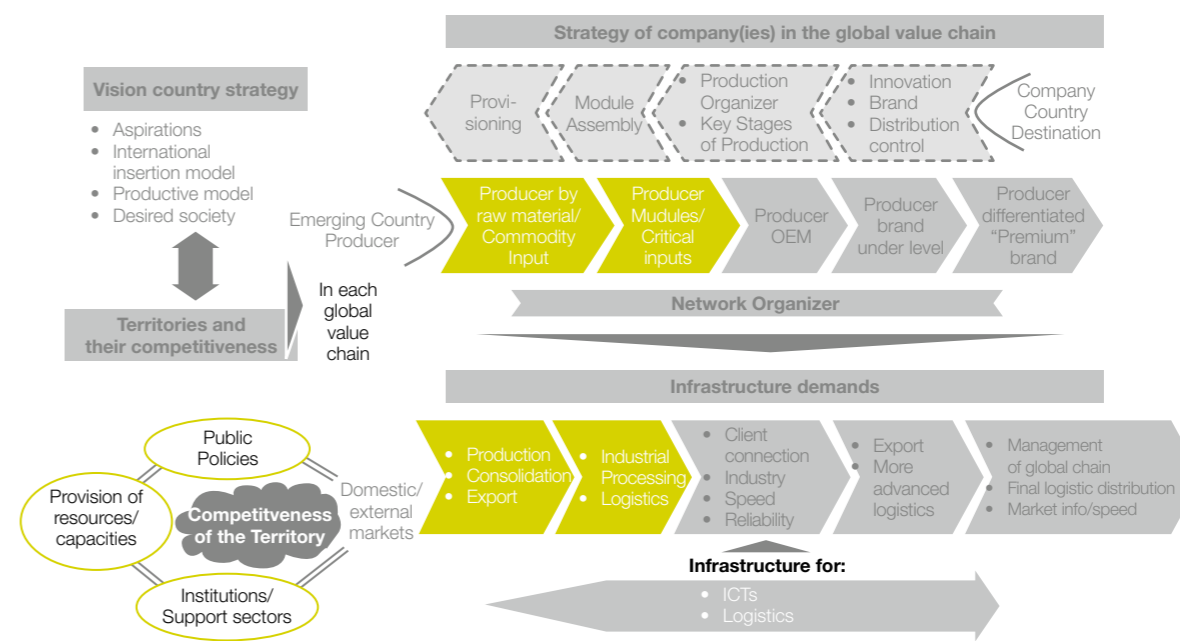 Strategy of company(ies) in the global value chain
Vision country strategy
• Aspirations
• International
insertion model
• Productive model
• Desired society
Provi-
sioning
Module
Assembly
• Production
Organizer
• Key Stages
of Production
• Innovation
• Brand
• Distribution
control
Company
Country
Destination
Emerging Country
Producer
Producer by
raw material/
Commodity
Input
Producer
Mudules/
Critical
inputs
Producer
OEM
Producer
brand
under level
Producer
differentiated
“Premium”
brand
Territories and
their competitiveness
In each
global
value
chain
Network Organizer
Infrastructure demands
Public
Policies
Provision of
resources/
capacities
Competitveness
of the Territory
Institutions/
Support sectors
Domestic/
external
markets
• Production
• Consolidation
• Export
• Industrial
Processing
• Logistics
• Client
connection
• Industry
• Speed
• Reliability
• Export
• More
advanced
logistics
• Management
of global chain
• Final logistic distribution
• Market info/speed
Infrastructure for:
• ICTs
• Logistics